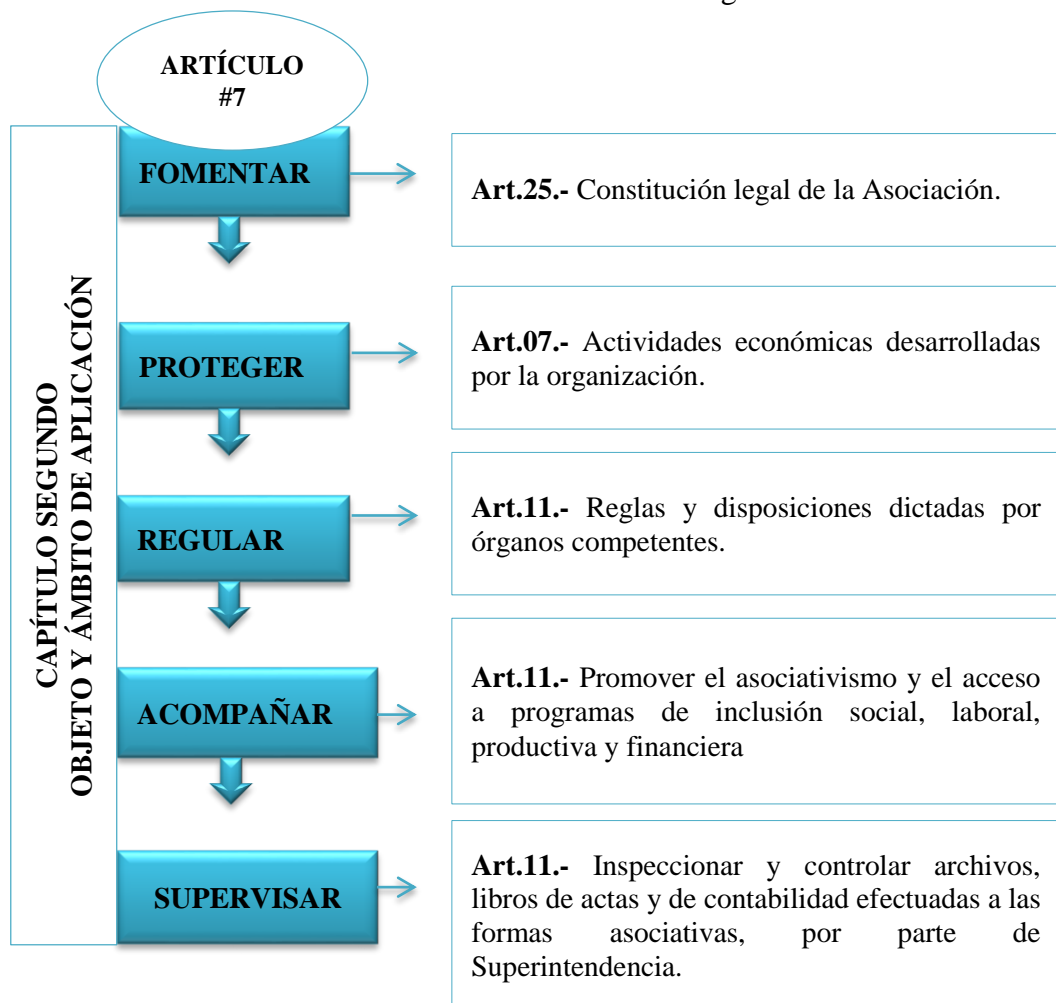 ARTÍCULO
#7
CAPÍTULO SEGUNDO
OBJETO Y ÁMBITO DE APLICACIÓN
FOMENTAR
Art.25.- Constitución legal de la Asociación.
PROTEGER
Art.07.- Actividades económicas desarrolladas
por la organización.
REGULAR
Art.11.- Reglas y disposiciones dictadas por
órganos competentes.
ACOMPAÑAR
Art.11.- Promover el asociativismo y el acceso
a programas de inclusión social, laboral,
productiva y financiera
SUPERVISAR
Art.11.- Inspeccionar y controlar archivos,
libros de actas y de contabilidad efectuadas a las
formas asociativas, por parte de
Superintendencia.